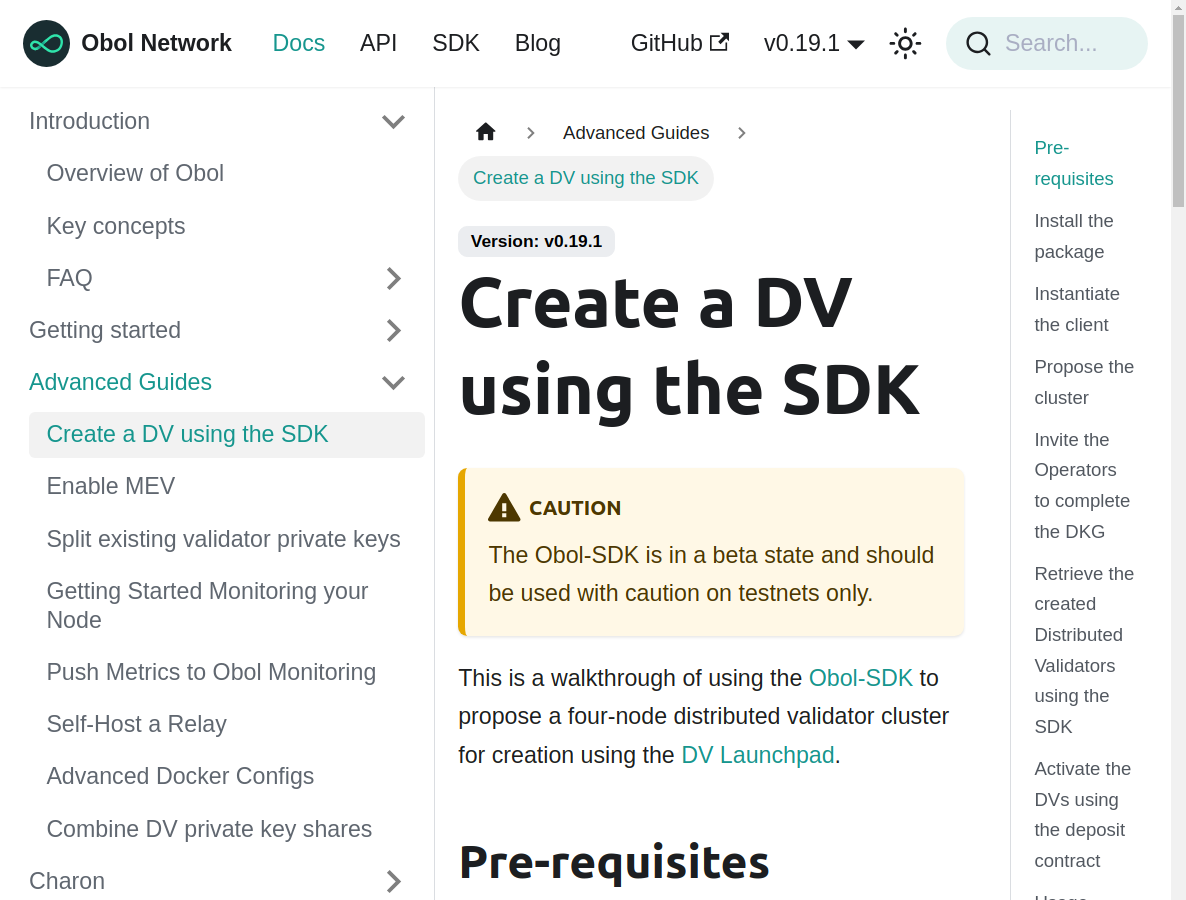 Obol Network
Docs
API
SDK
Blog
GitHub
v0.19.1
Search...
Introduction
Overview of Obol
Key concepts
FAQ
Getting started
Advanced Guides
Create a DV using the SDK
Enable MEV
Split existing validator private keys
Getting Started Monitoring your
Node
Push Metrics to Obol Monitoring
Self-Host a Relay
Advanced Docker Configs
Combine DV private key shares
Charon
Advanced Guides
Create a DV using the SDK
Version: v0.19.1
Create a DV
using the SDK
CAUTION
The Obol-SDK is in a beta state and should
be used with caution on testnets only.
This is a walkthrough of using the Obol-SDK to
propose a four-node distributed validator cluster
for creation using the DV Launchpad.
Pre-requisites
Pre-
requisites
Install the
package
Instantiate
the client
Propose the
cluster
Invite the
Operators
to complete
the DKG
Retrieve the
created
Distributed
Validators
using the
SDK
Activate the
DVs using
the deposit
contract